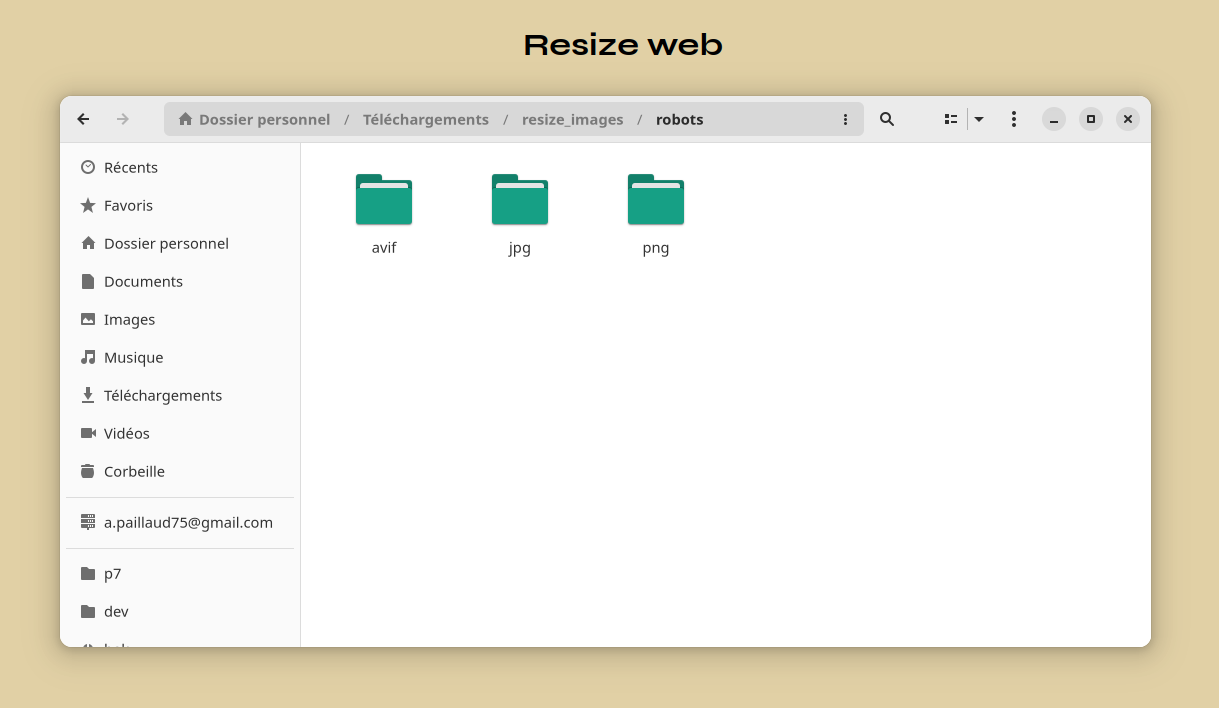 Resize web
Dossier personnel / Téléchargements / resize_images / robots
Récents
Favoris
Dossier personnel
Documents
Images
Musique
Téléchargements
Vidéos
Corbeille
a.paillaud75@gmail.com
p7
dev
avif
jpg
png